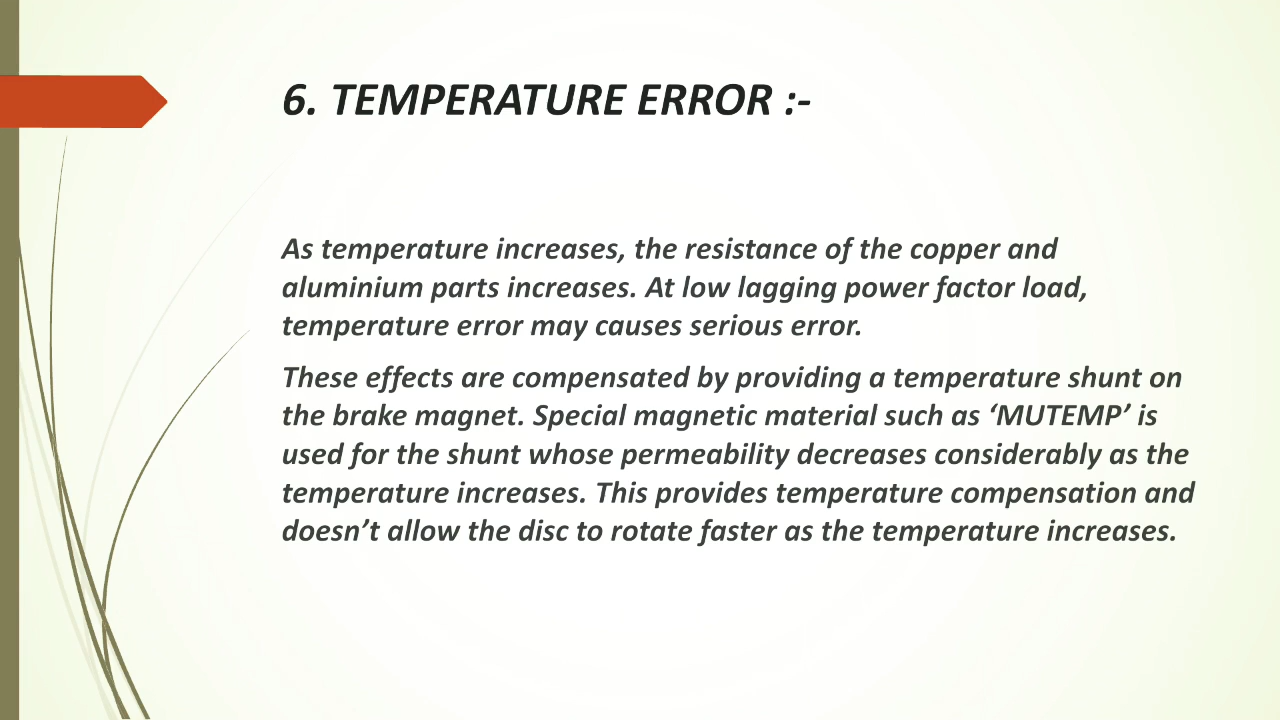 6. TEMPERATURE ERROR :-
As temperature increases, the resistance of the copper and
aluminium parts increases. At low lagging power factor load,
temperature error may causes serious error.
These effects are compensated by providing a temperature shunt on
the brake magnet. Special magnetic material such as ‘MUTEMP’ is
used for the shunt whose permeability decreases considerably as the
temperature increases. This provides temperature compensation and
doesn’t allow the disc to rotate faster as the temperature increases.